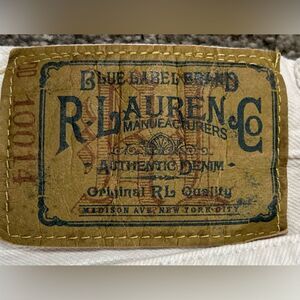 BLUE LABEL BRAND
R·LAUREN·Co
MANUFACTURERS
AUTHENTIC DENIM
Original RL Quality
MADISON AVE. NEW YORK CITY
10014